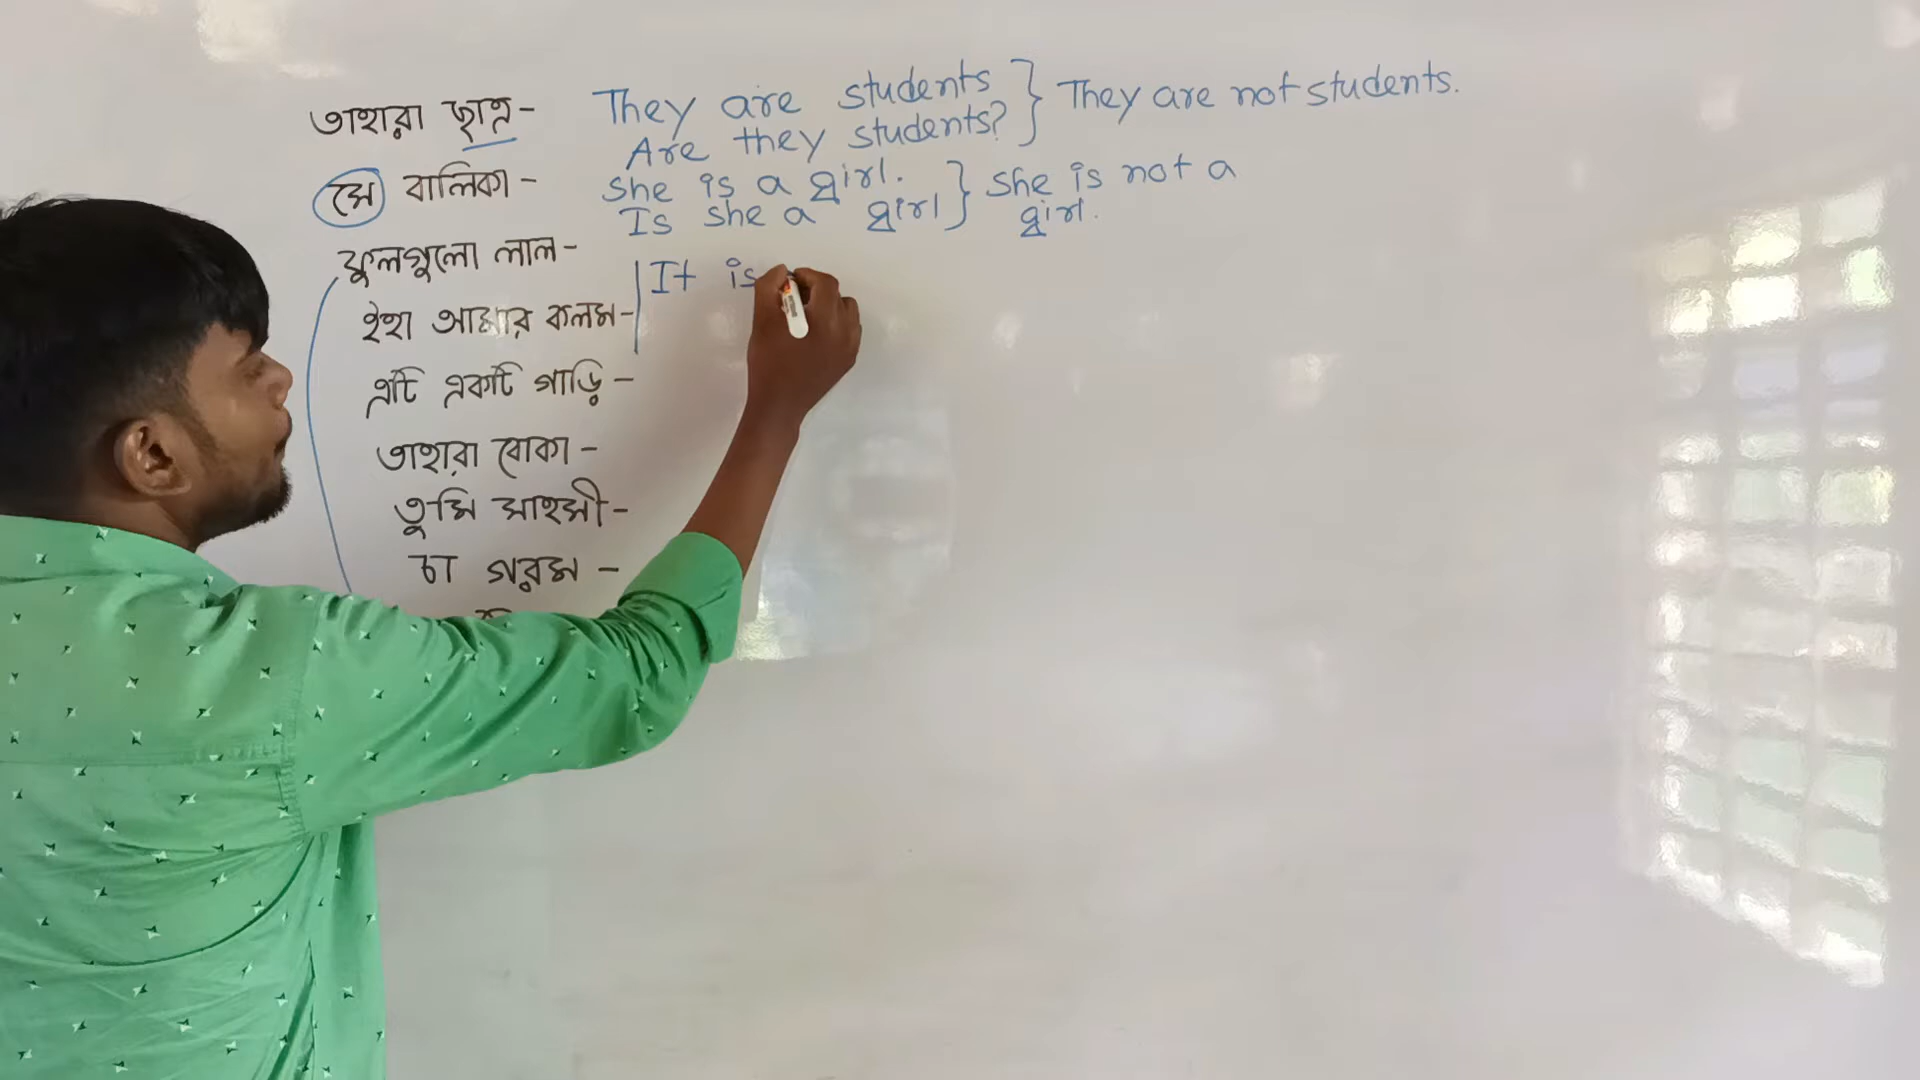 তাহারা ছাত্র - They are students } They are not students.
Are they students?
সে বালিকা - She is a girl. } She is not a
Is she a girl girl.
ফুলগুলো লাল -
It is
ইহা আমার কলম -
এটি একটি গাড়ি -
তাহারা বোকা -
তুমি সাহসী -
চা গরম -